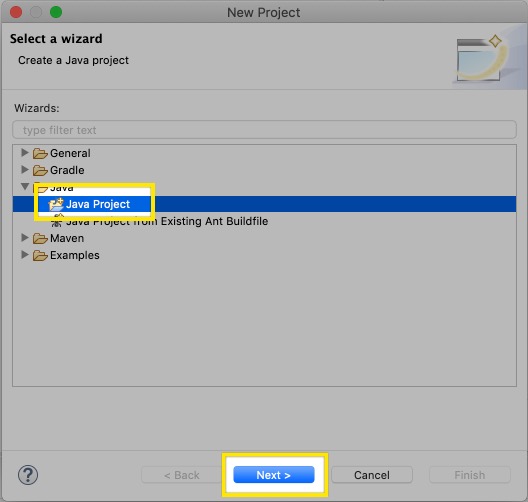 New Project
Select a wizard
Create a Java project
Wizards:
type filter text
General
Gradle
Java
Java Project
Java Project from Existing Ant Buildfile
Maven
Examples
? < Back Next > Cancel Finish